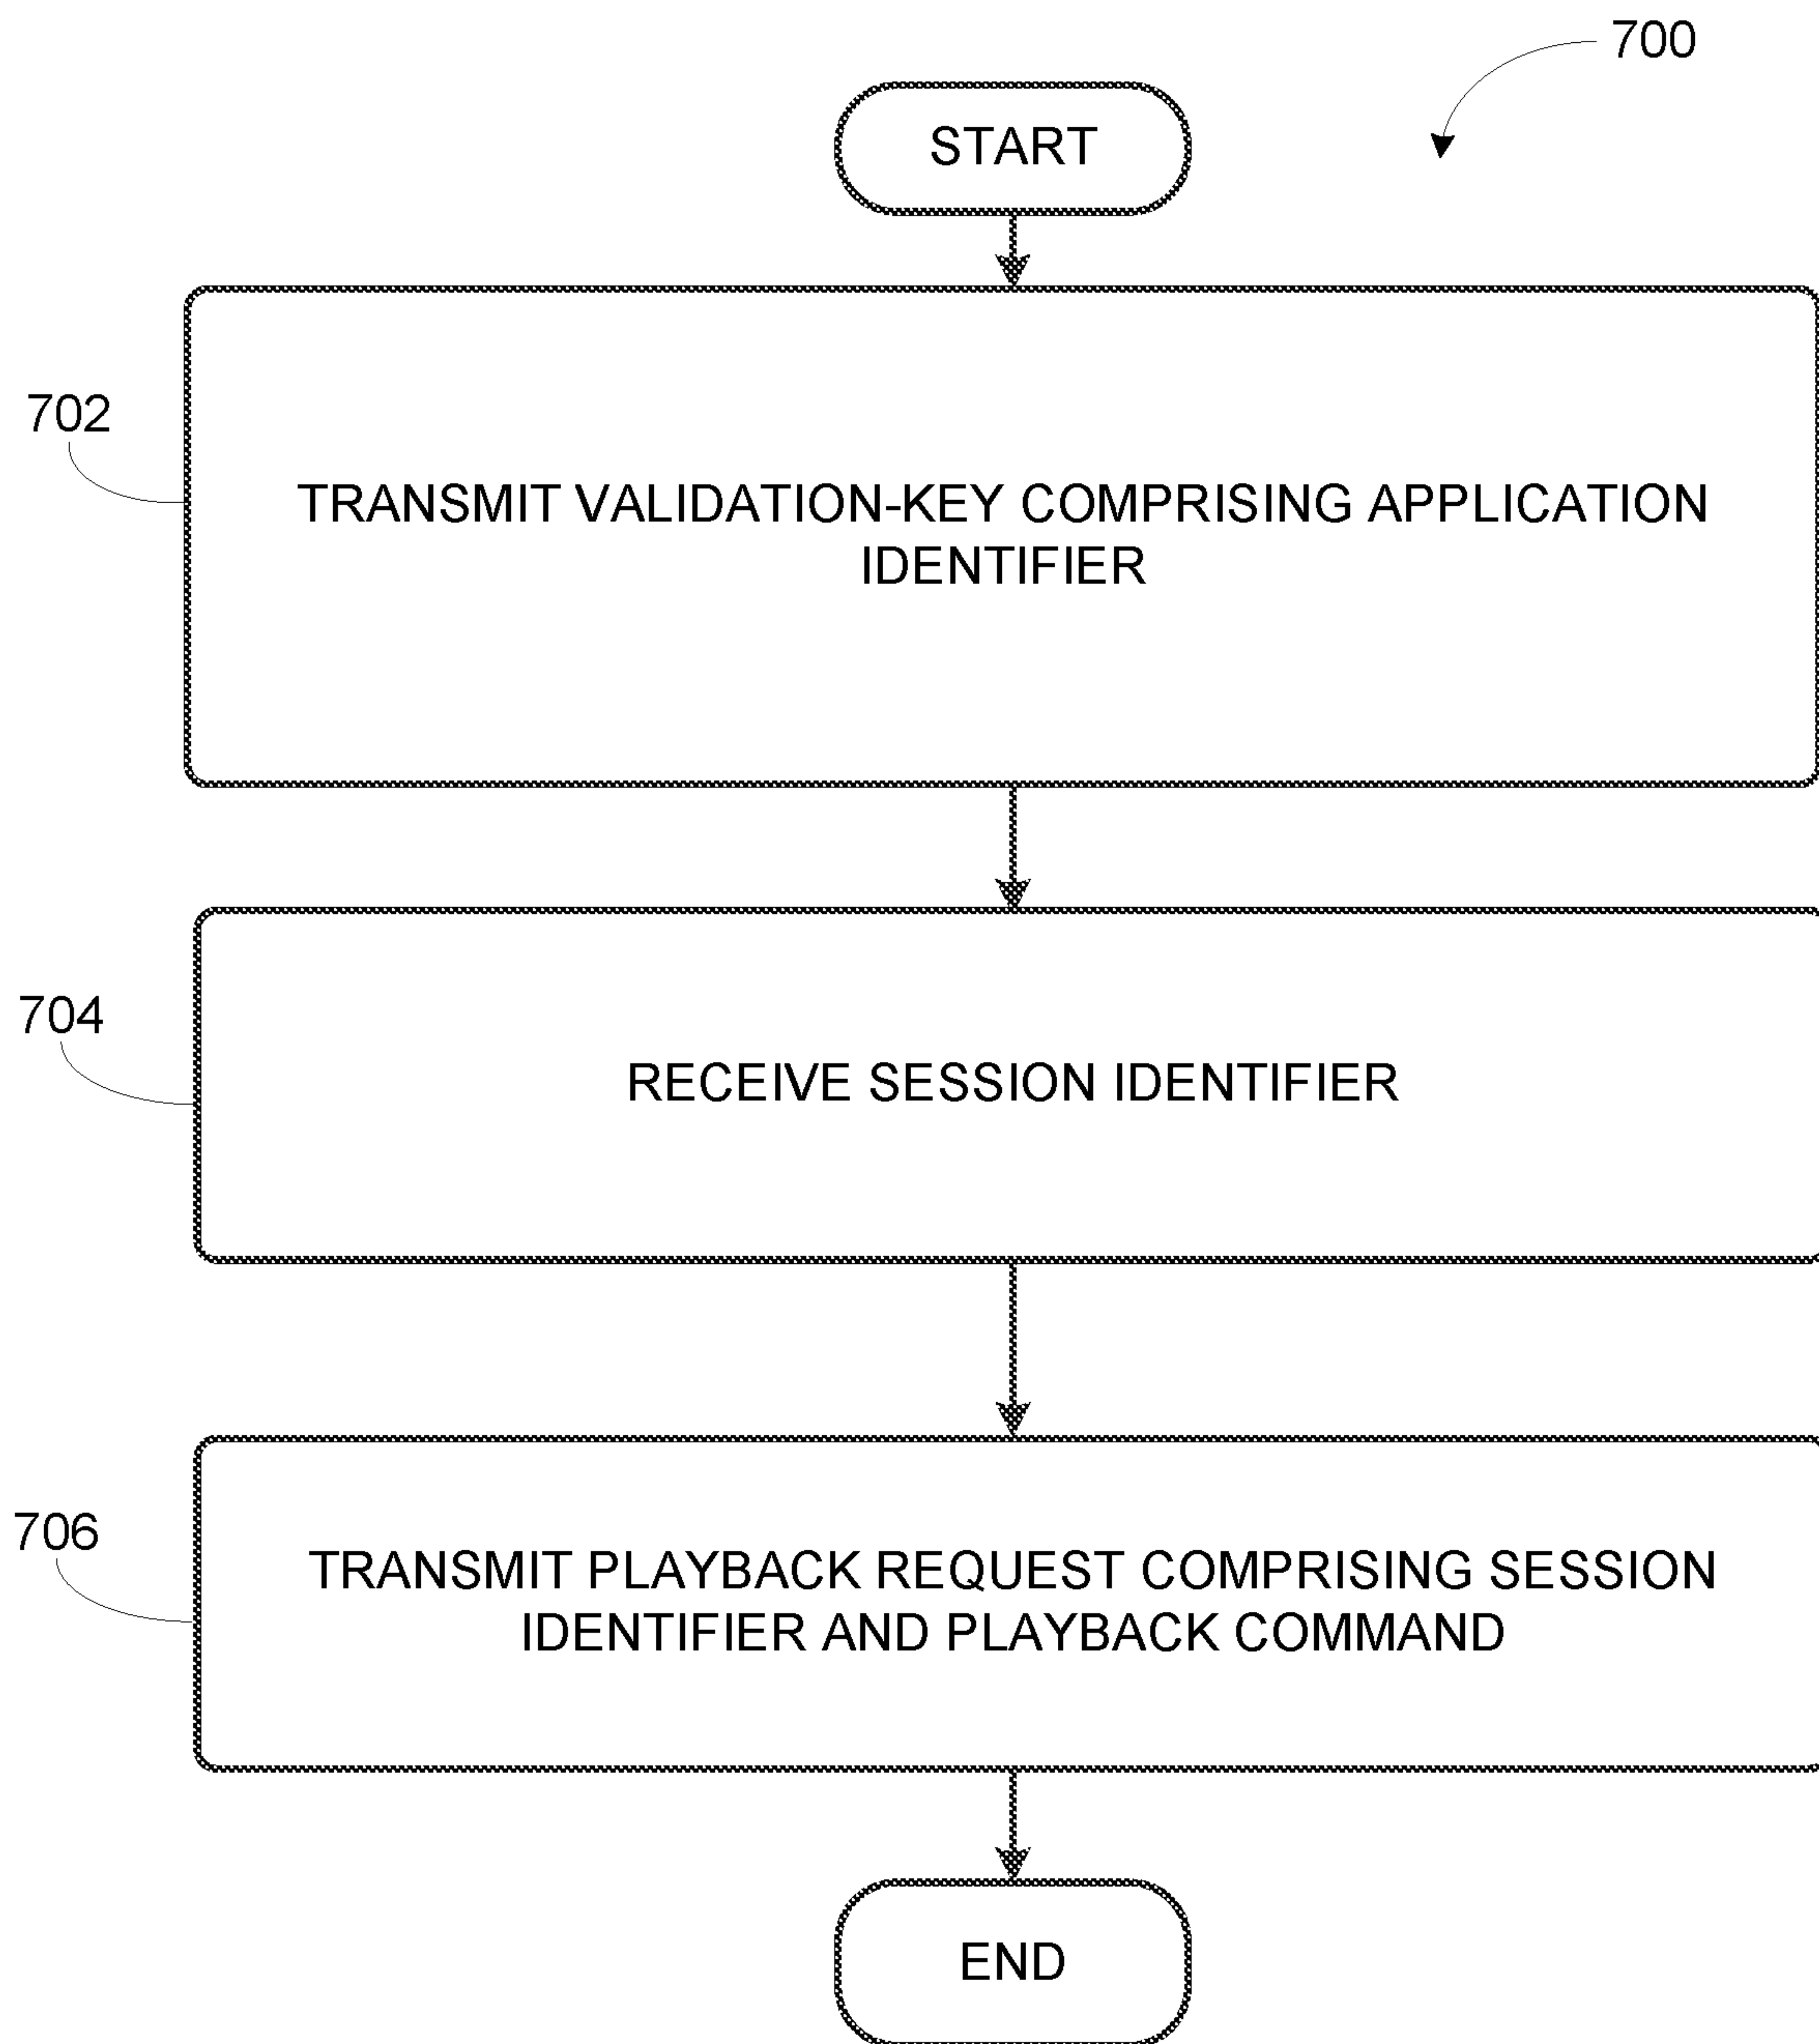 700
START
702
TRANSMIT VALIDATION-KEY COMPRISING APPLICATION
IDENTIFIER
704
RECEIVE SESSION IDENTIFIER
706
TRANSMIT PLAYBACK REQUEST COMPRISING SESSION
IDENTIFIER AND PLAYBACK COMMAND
END